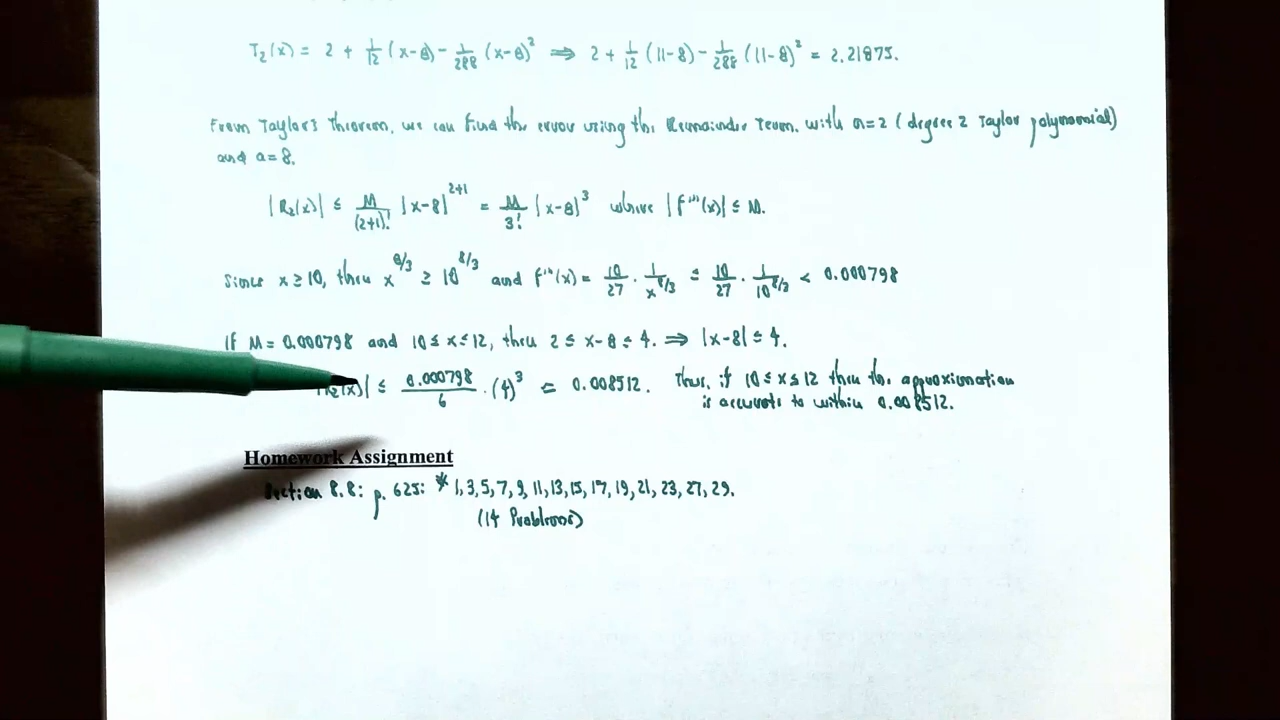 T₂(x) = 2 + 1/12 (x-8) - 1/288 (x-8)² ⟹ 2 + 1/12 (11-8) - 1/288 (11-8)² = 2.21875.
From Taylor's Theorem, we can find the error using the Remainder Term. with n=2 (degree 2 Taylor polynomial)
and a=8.
|R₂(x)| ≤ M/(2+1)! |x-8|²⁺¹ = M/3! |x-8|³ where |f'''(x)| ≤ M.
Since x ≥ 10, then x^8/3 ≥ 10^8/3 and f'''(x) = 10/27 · 1/x^8/3 ≤ 10/27 · 1/10^8/3 < 0.000798
If M = 0.000798 and 10 ≤ x ≤ 12, then 2 ≤ x-8 ≤ 4. ⟹ |x-8| ≤ 4.
|R₂(x)| ≤ 0.000798/6 · (4)³ = 0.008512. Thus, if 10 ≤ x ≤ 12 then the approximation
is accurate to within 0.008512.
Homework Assignment
Section 8.8: p. 625: * 1, 3, 5, 7, 9, 11, 13, 15, 17, 19, 21, 23, 27, 29.
(14 Problems)